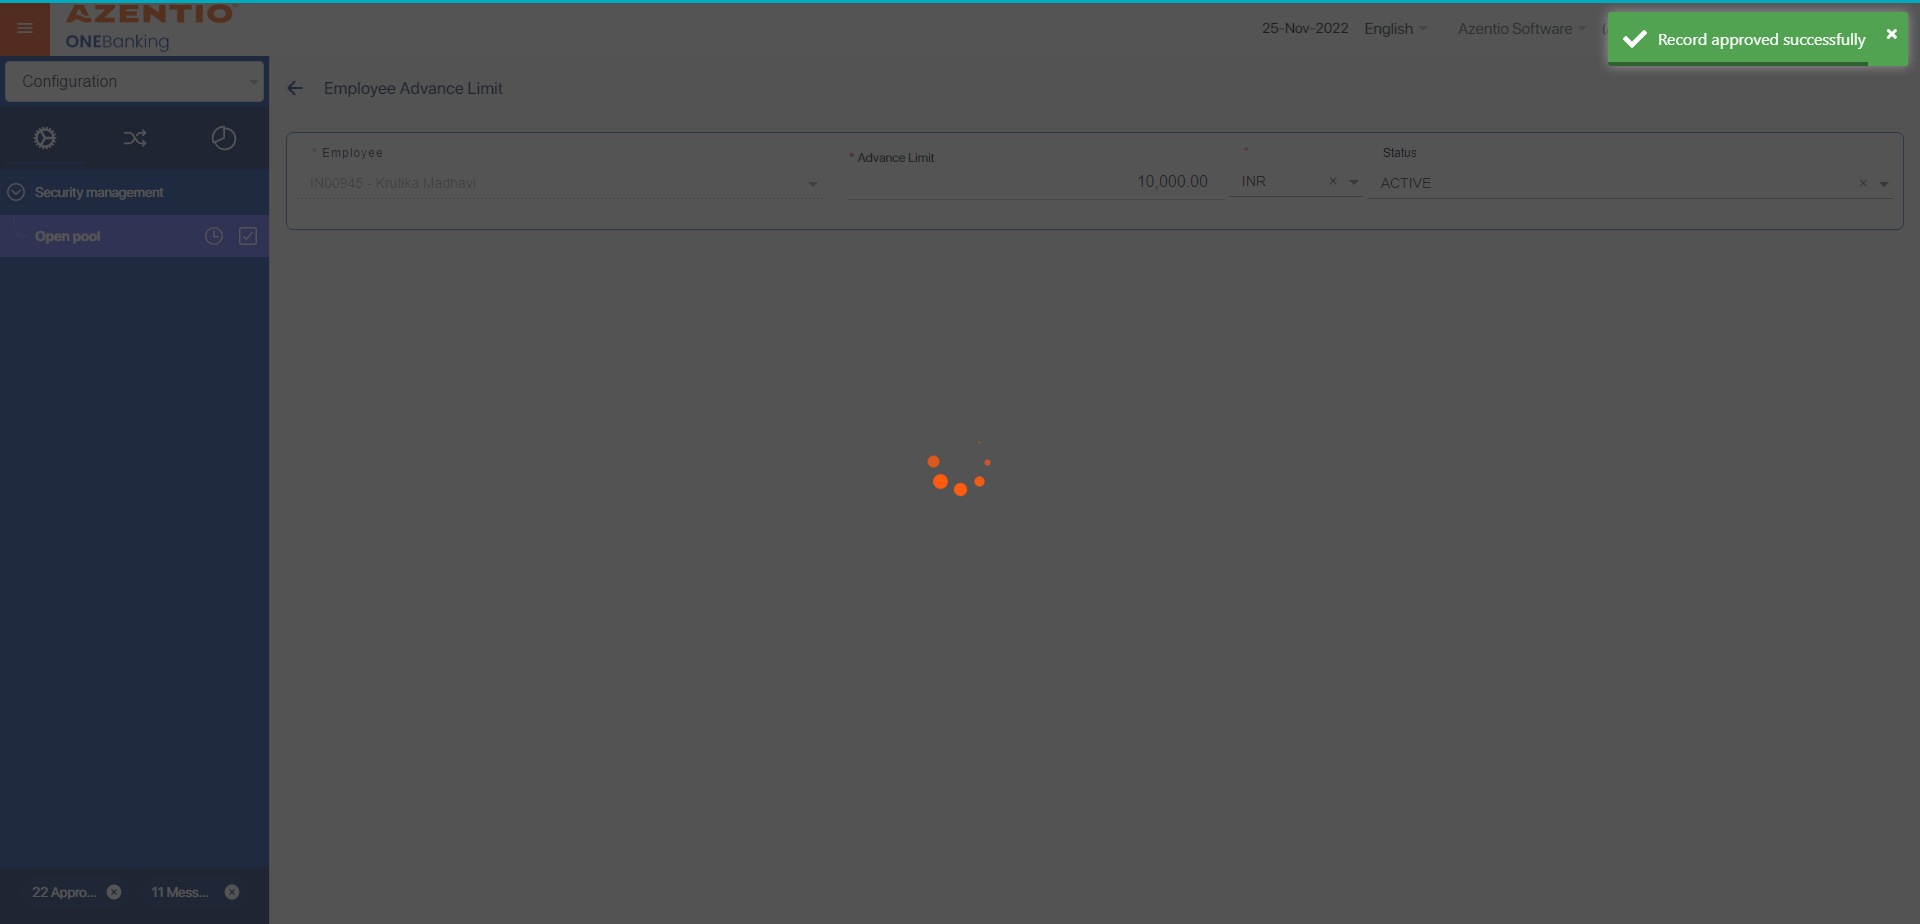 AZENTIO
ONEBanking
25-Nov-2022
English
Azentio Software
Record approved successfully
Configuration
Employee Advance Limit
* Employee
* Advance Limit
*
Status
IN00945 - Krutika Madhavi
10,000.00
INR
ACTIVE
Security management
Open pool
22 Appro...
11 Mess...